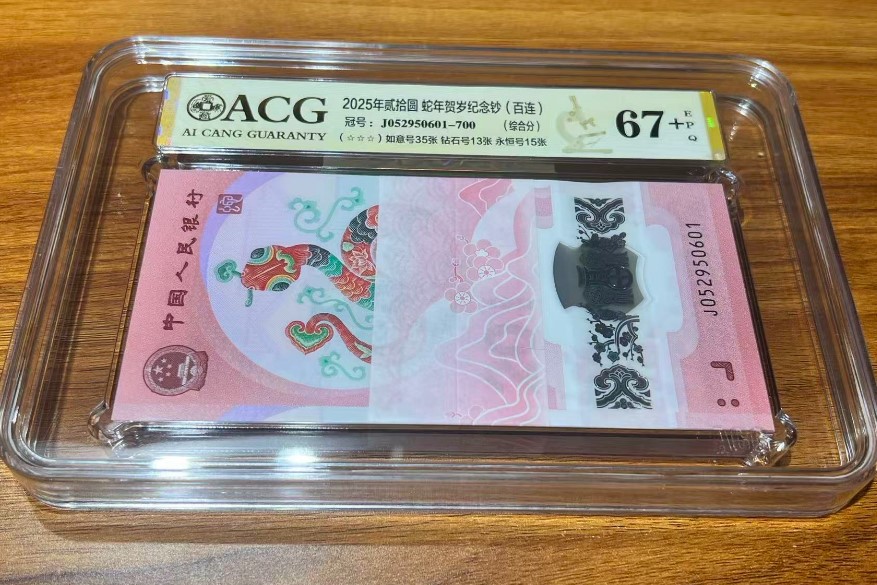 ACG
AI CANG GUARANTY
2025年贰拾圆 蛇年贺岁纪念钞（百连）
冠号：J052950601-700 （综合分）
（☆☆☆）如意号35张 钻石号13张 永恒号15张
67+
EPQ
中国人民银行
J052950601